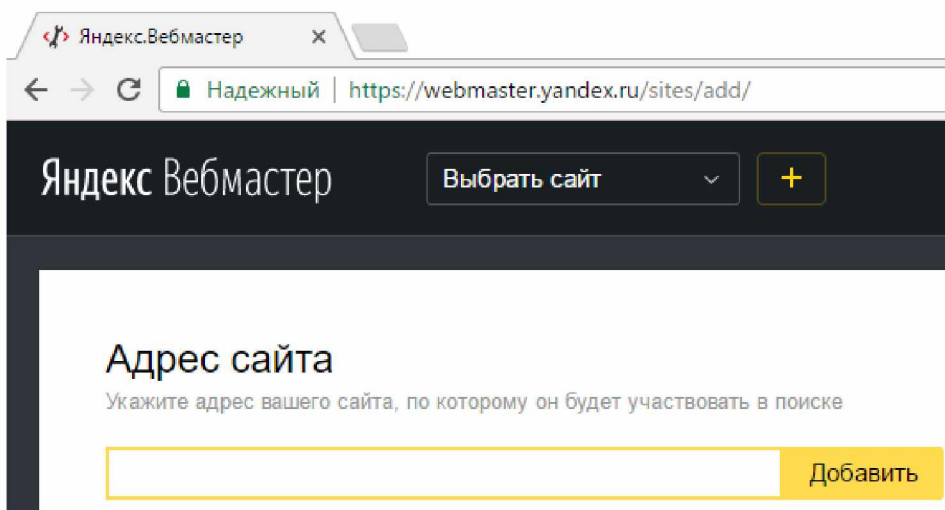 Яндекс.Вебмастер
Надежный | https://webmaster.yandex.ru/sites/add/
Яндекс Вебмастер
Выбрать сайт
+
Адрес сайта
Укажите адрес вашего сайта, по которому он будет участвовать в поиске
Добавить